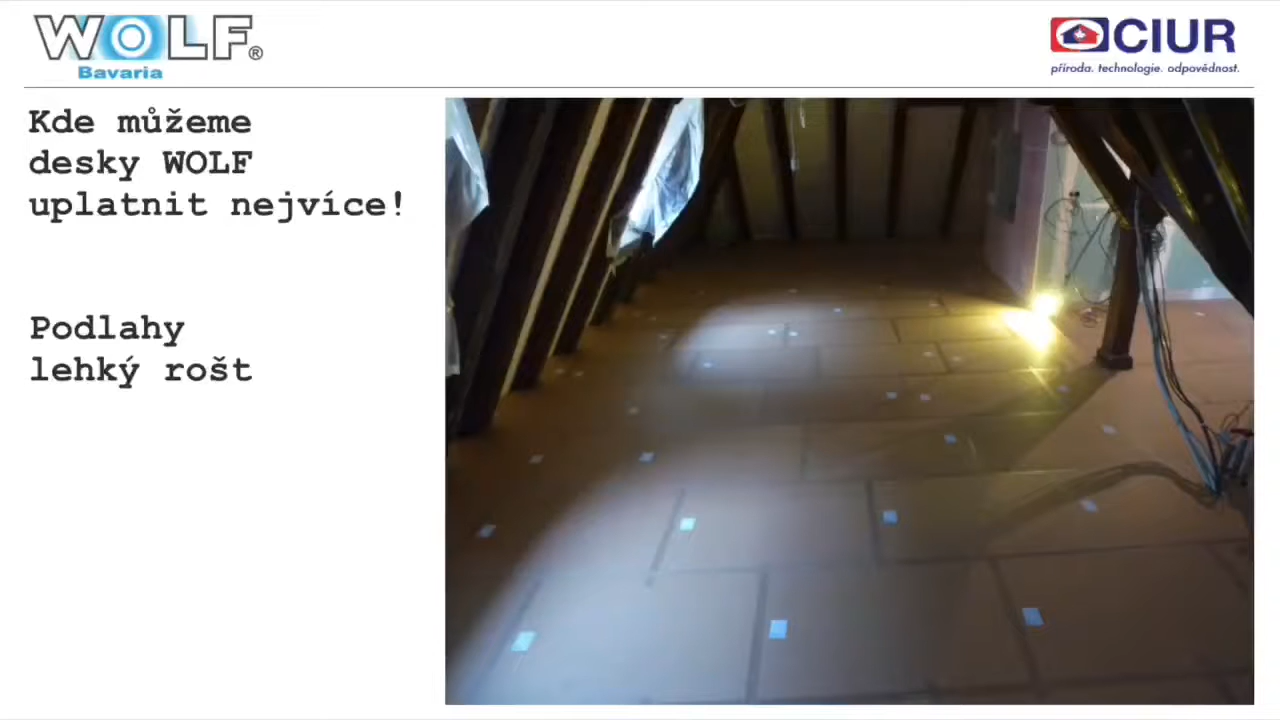 WOLF®
Bavaria
CIUR
příroda. technologie. odpovědnost.
Kde můžeme
desky WOLF
uplatnit nejvíce!
Podlahy
lehký rošt